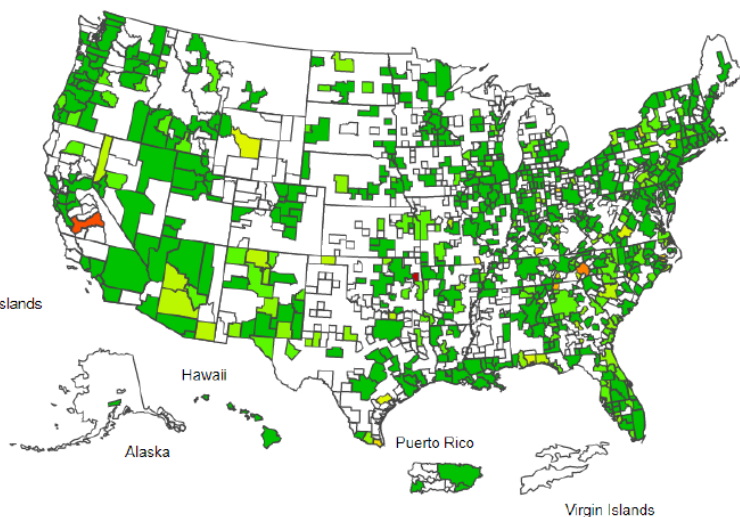 slands
Hawaii
Alaska
Puerto Rico
Virgin Islands